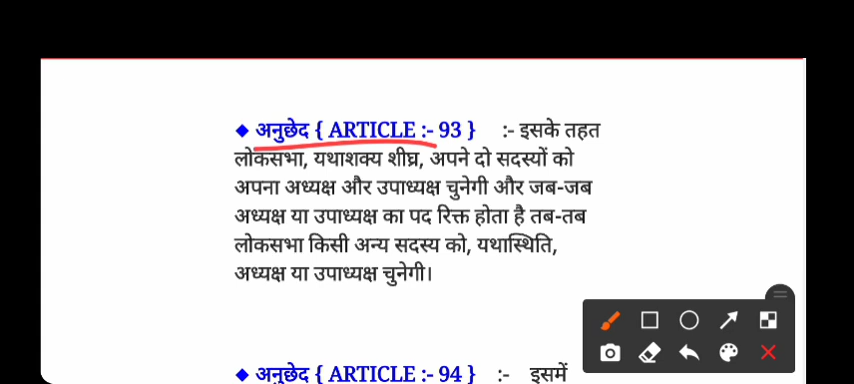 ◆ अनुछेद { ARTICLE :- 93 } :- इसके तहत
लोकसभा, यथाशक्य शीघ्र, अपने दो सदस्यों को
अपना अध्यक्ष और उपाध्यक्ष चुनेगी और जब-जब
अध्यक्ष या उपाध्यक्ष का पद रिक्त होता है तब-तब
लोकसभा किसी अन्य सदस्य को, यथास्थिति,
अध्यक्ष या उपाध्यक्ष चुनेगी।
◆ अनुछेद { ARTICLE :- 94 } :- इसमें